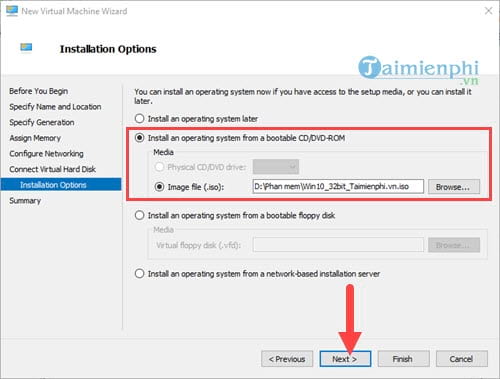 New Virtual Machine Wizard
Installation Options
Taimienphi
.vn
Before You Begin
Specify Name and Location
Specify Generation
Assign Memory
Configure Networking
Connect Virtual Hard Disk
Installation Options
Summary
You can install an operating system now if you have access to the setup media, or you can install it
later.
Install an operating system later
Install an operating system from a bootable CD/DVD-ROM
Media
Physical CD/DVD drive:
Image file (.iso): D:\Phan mem\Win10_32bit_Taimienphi.vn.iso Browse...
Install an operating system from a bootable floppy disk
Media
Virtual floppy disk (.vfd): Browse...
Install an operating system from a network-based installation server
< Previous Next > Finish Cancel